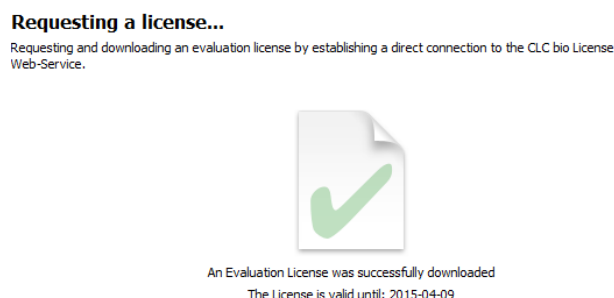 Requesting a license...
Requesting and downloading an evaluation license by establishing a direct connection to the CLC bio License
Web-Service.
An Evaluation License was successfully downloaded
The License is valid until: 2015-04-09